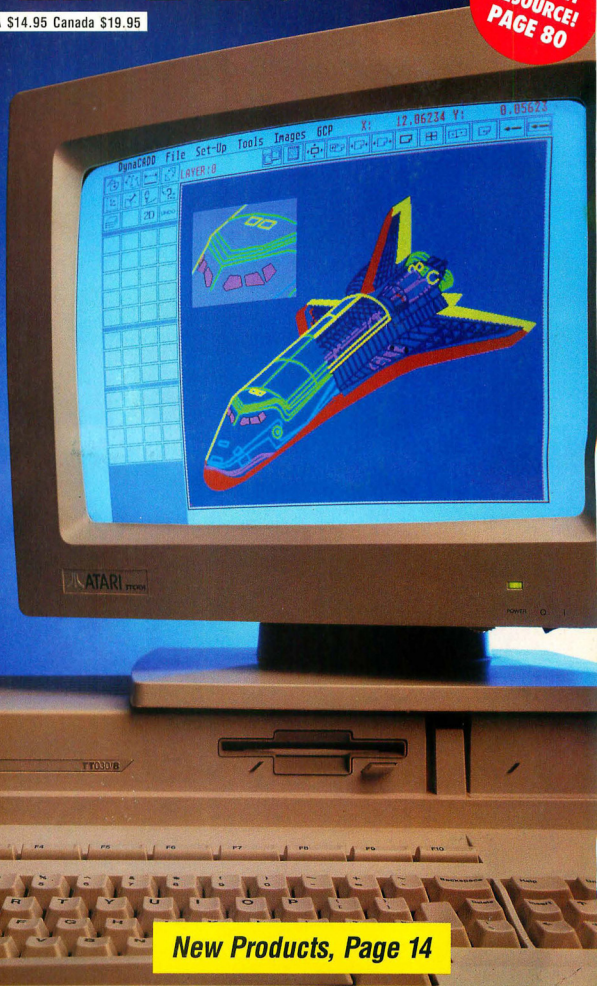 $14.95 Canada $19.95
PAGE 80
DynaCADD File Set-Up Tools Images GCP X: 12.06234 Y: 0.05623
LAYER:0
2D
ATARI
POWER
TT030/8
F4 F5 F6 F7 F8 F9 F10
Backspace Help
R T Y U I O P
F G H
New Products, Page 14